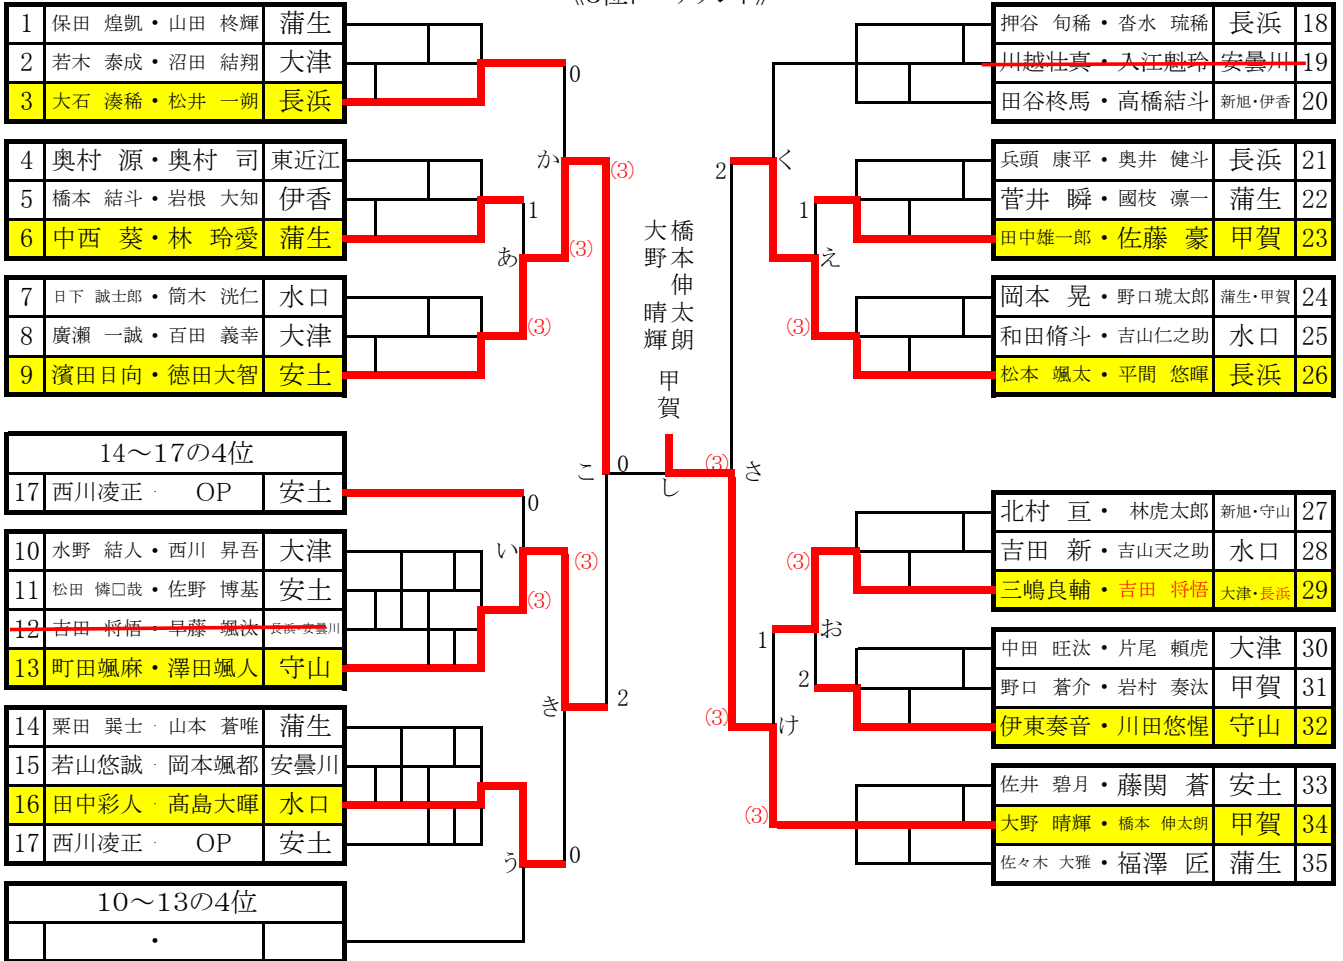 1 保田 煌凱・山田 柊輝 蒲生
2 若木 泰成・沼田 結翔 大津
3 大石 湊稀・松井 一朔 長浜
4 奥村 源・奥村 司 東近江
5 橋本 結斗・岩根 大知 伊香
6 中西 葵・林 玲愛 蒲生
7 日下 誠士郎・筒木 洸仁 水口
8 廣瀬 一誠・百田 義幸 大津
9 濱田日向・徳田大智 安土
14～17の4位
17 西川凌正・ OP 安土
10 水野 結人・西川 昇吾 大津
11 松田 憐□哉・佐野 博基 安土
12 吉田 将悟・早藤 颯汰 長浜・安曇川
13 町田颯麻・澤田颯人 守山
14 栗田 巽士・山本 蒼唯 蒲生
15 若山悠誠・岡本颯都 安曇川
16 田中彩人・髙島大暉 水口
17 西川凌正・ OP 安土
10～13の4位
・
0
か
(3)
1
(3)
あ
(3)
こ
0
0
い
(3)
(3)
き
2
う
0
橋本伸太朗
大野 晴輝
甲賀
し
(3)
さ
2
く
1
え
(3)
(3)
お
1
2
(3)
け
(3)
押谷 旬稀・沓水 琉稀 長浜 18
川越壮真・入江魁玲 安曇川 19
田谷柊馬・高橋結斗 新旭・伊香 20
兵頭 康平・奥井 健斗 長浜 21
菅井 瞬・國枝 凛一 蒲生 22
田中雄一郎・佐藤 豪 甲賀 23
岡本 晃・野口琥太郎 蒲生・甲賀 24
和田脩斗・吉山仁之助 水口 25
松本 颯太・平間 悠暉 長浜 26
北村 亘・ 林虎太郎 新旭・守山 27
吉田 新・吉山天之助 水口 28
三嶋良輔・吉田 将悟 大津・長浜 29
中田 旺汰・片尾 頼虎 大津 30
野口 蒼介・岩村 奏汰 甲賀 31
伊東奏音・川田悠惺 守山 32
佐井 碧月・藤関 蒼 安土 33
大野 晴輝・橋本 伸太朗 甲賀 34
佐々木 大雅・福澤 匠 蒲生 35